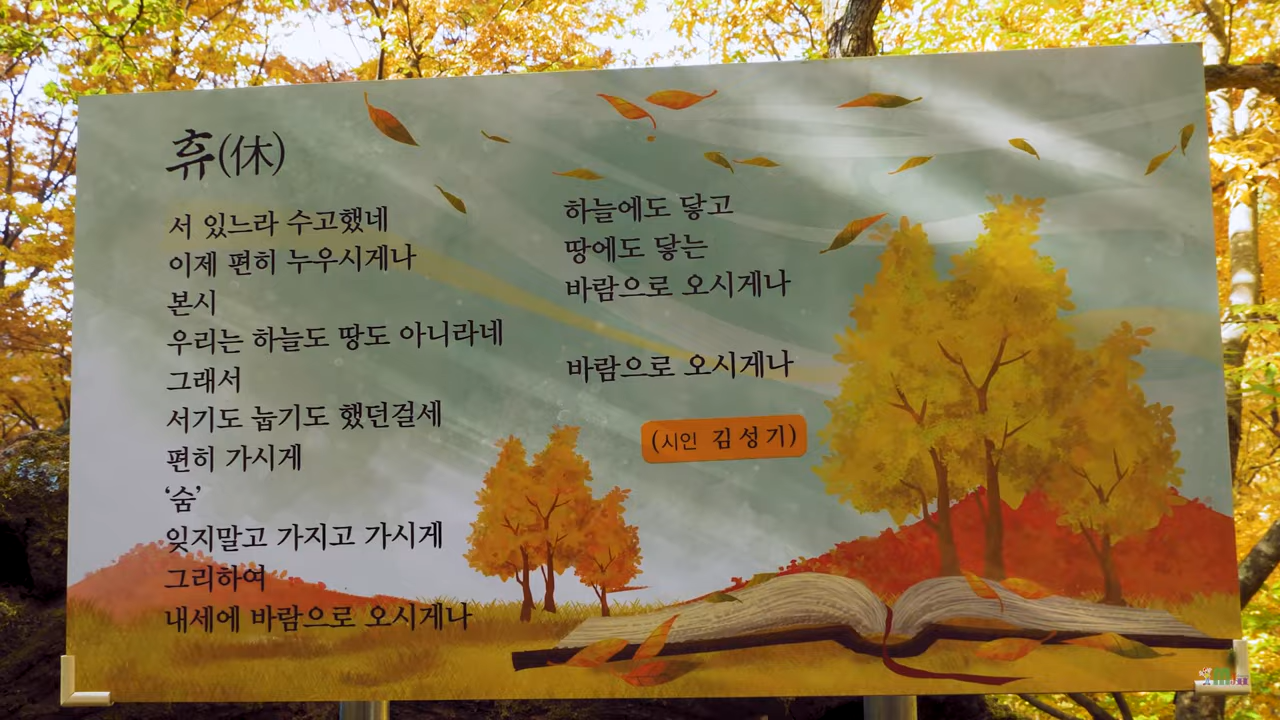 휴(休)
서 있느라 수고했네
이제 편히 누우시게나
본시
우리는 하늘도 땅도 아니라네
그래서
서기도 눕기도 했던걸세
편히 가시게
‘숨’
잊지말고 가지고 가시게
그리하여
내세에 바람으로 오시게나
하늘에도 닿고
땅에도 닿는
바람으로 오시게나
바람으로 오시게나
(시인 김성기)